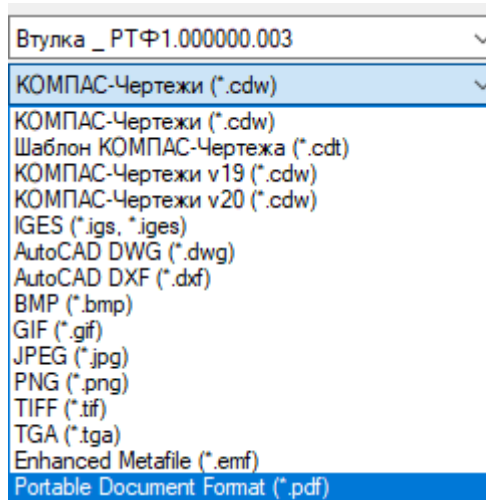 Втулка _ РТФ1.000000.003
КОМПАС-Чертежи (*.cdw)
КОМПАС-Чертежи (*.cdw)
Шаблон КОМПАС-Чертежа (*.cdt)
КОМПАС-Чертежи v19 (*.cdw)
КОМПАС-Чертежи v20 (*.cdw)
IGES (*.igs, *.iges)
AutoCAD DWG (*.dwg)
AutoCAD DXF (*.dxf)
BMP (*.bmp)
GIF (*.gif)
JPEG (*.jpg)
PNG (*.png)
TIFF (*.tif)
TGA (*.tga)
Enhanced Metafile (*.emf)
Portable Document Format (*.pdf)